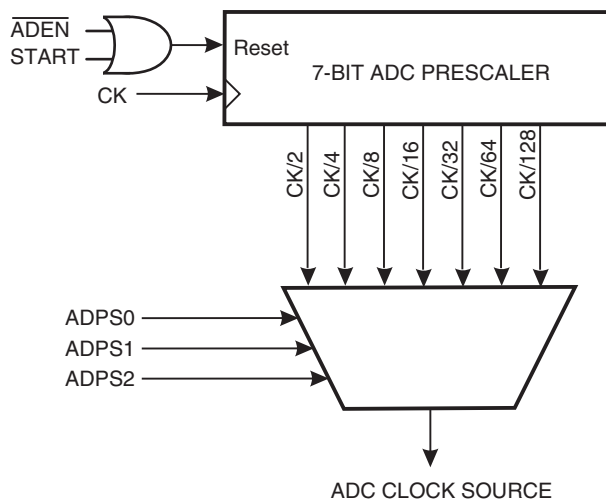 ADEN
START
Reset
7-BIT ADC PRESCALER
CK
CK/2
CK/4
CK/8
CK/16
CK/32
CK/64
CK/128
ADPS0
ADPS1
ADPS2
ADC CLOCK SOURCE